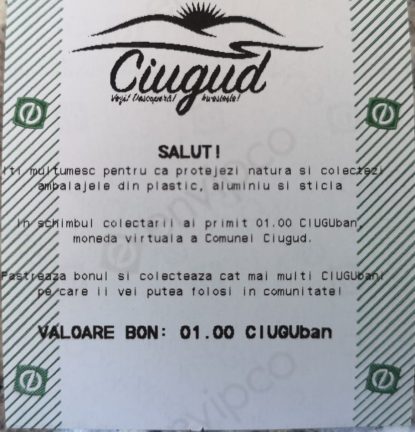 Ciugud
Vezi! Descoperă! Investește!
SALUT!
Iti multumesc pentru ca protejezi natura si colectezi
ambalajele din plastic, aluminiu si sticla
In schimbul colectarii ai primit 01.00 CIUGUban,
moneda virtuala a Comunei Ciugud.
Pastreaza bonul si colecteaza cat mai multi CIUGUbani
pe care ii vei putea folosi in comunitate!
VALOARE BON: 01.00 CIUGUban
envipco
envipco